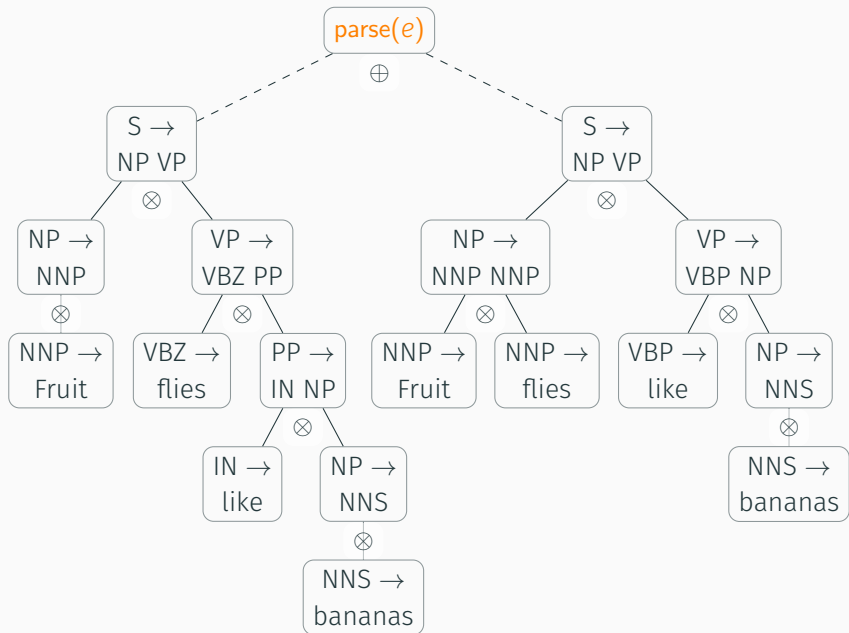 parse(e)
⊕
S →
NP VP
S →
NP VP
⊗
⊗
NP →
NNP
VP →
VBZ PP
NP →
NNP NNP
VP →
VBP NP
⊗
⊗
⊗
⊗
NNP →
Fruit
VBZ →
flies
PP →
IN NP
NNP →
Fruit
NNP →
flies
VBP →
like
NP →
NNS
⊗
⊗
IN →
like
NP →
NNS
NNS →
bananas
⊗
NNS →
bananas